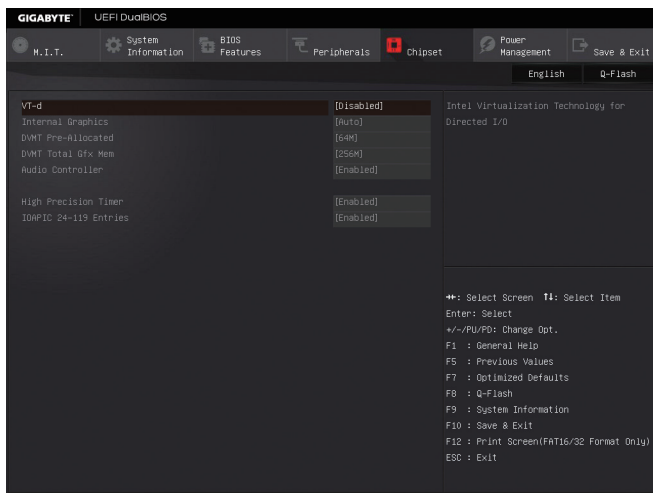 GIGABYTE™ UEFI DualBIOS
M.I.T. System Information BIOS Features Peripherals Chipset Power Management Save & Exit
English Q-Flash
VT-d [Disabled]
Internal Graphics [Auto]
DVMT Pre-Allocated [64M]
DVMT Total Gfx Mem [256M]
Audio Controller [Enabled]
High Precision Timer [Enabled]
IOAPIC 24-119 Entries [Enabled]
Intel Virtualization Technology for
Directed I/O
→←: Select Screen ↑↓: Select Item
Enter: Select
+/-/PU/PD: Change Opt.
F1 : General Help
F5 : Previous Values
F7 : Optimized Defaults
F8 : Q-Flash
F9 : System Information
F10 : Save & Exit
F12 : Print Screen(FAT16/32 Format Only)
ESC : Exit